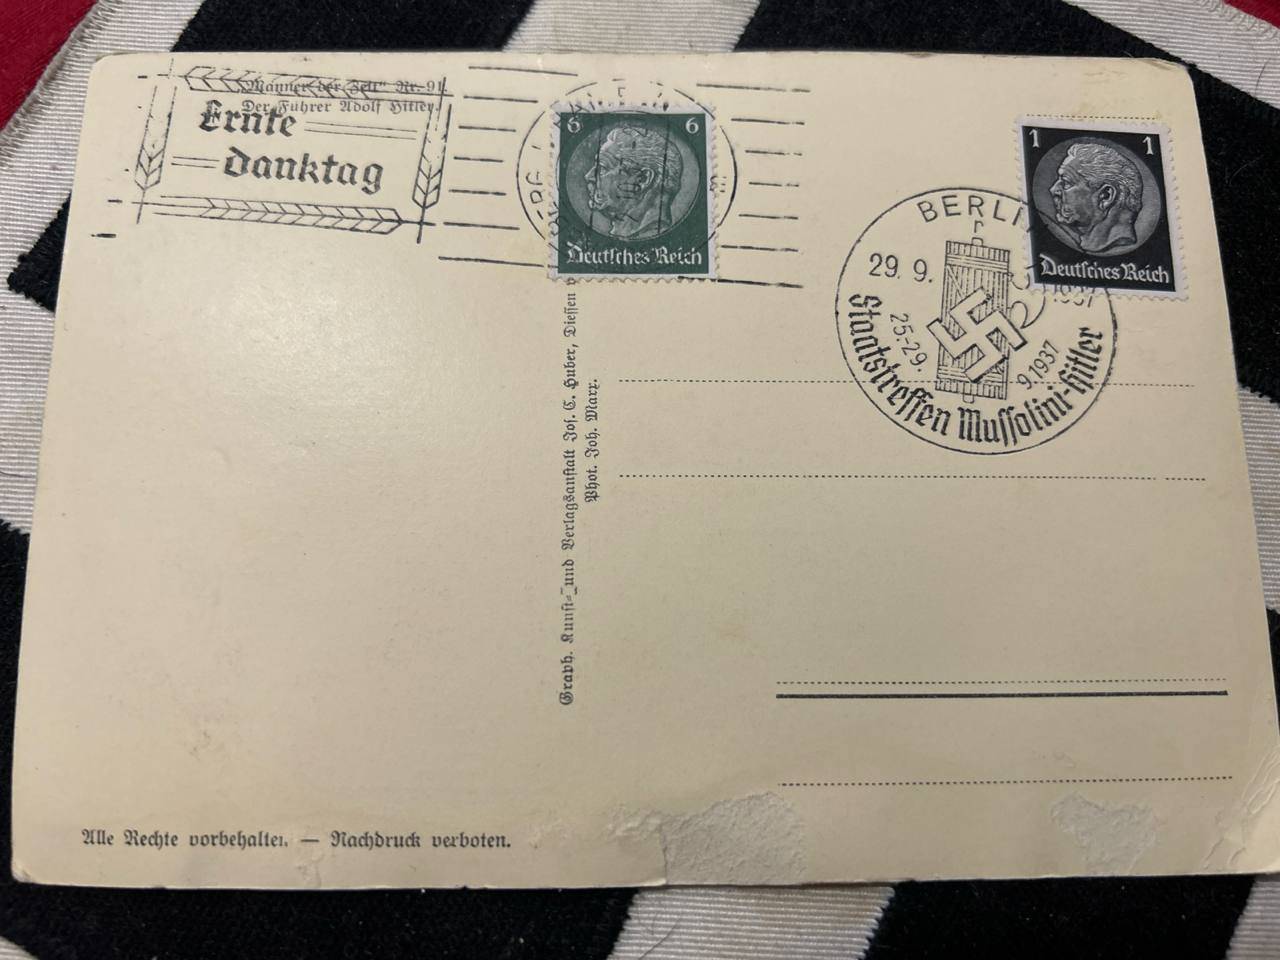 „Männer der Zeit" Nr. 91
Der Führer Adolf Hitler.
Ernte
Danktag
6 6
Deutsches Reich
1 1
Deutsches Reich
BERLIN
29. 9. 1937
25.-29. 9.1937
Staatstreffen Mussolini-Hitler
Graph. Kunst= und Verlagsanstalt Jos. C. Huber, Diessen
Phot. Joh. Marx.
Alle Rechte vorbehalten. — Nachdruck verboten.